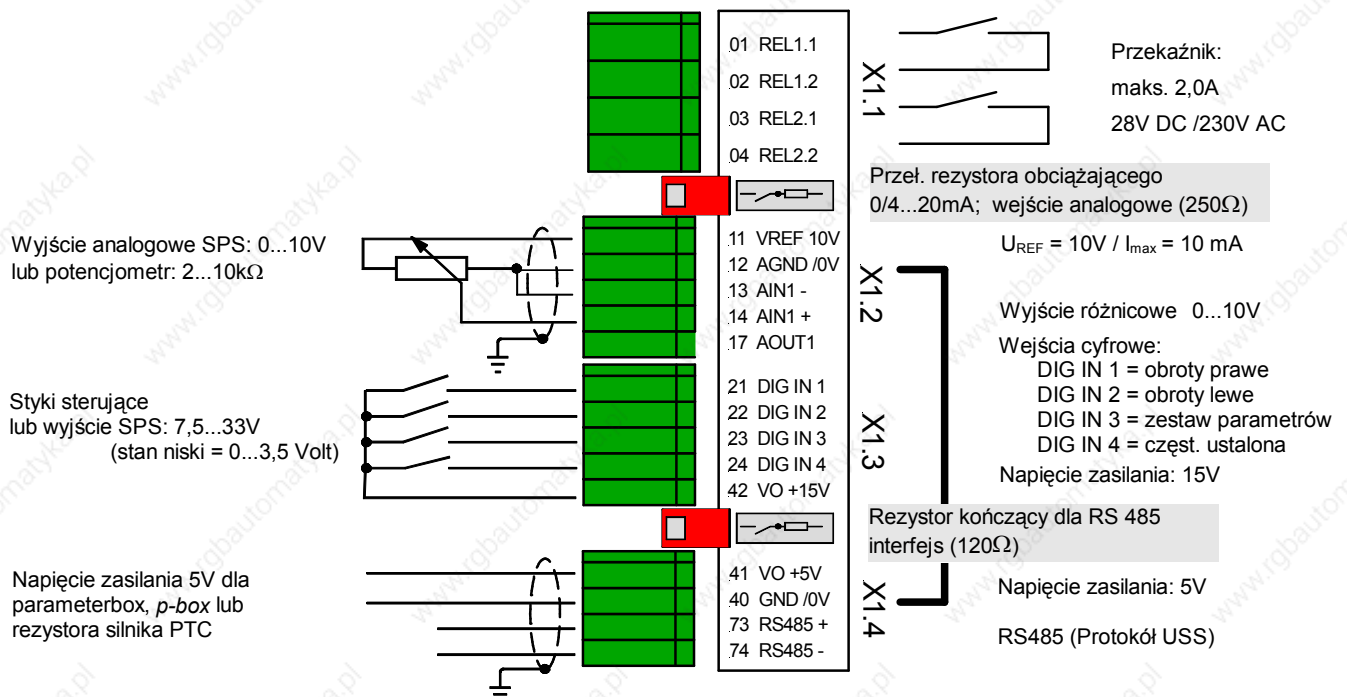 01 REL1.1
02 REL1.2
03 REL2.1
04 REL2.2
X1.1
Przekaźnik:
maks. 2,0A
28V DC /230V AC
Przeł. rezystora obciążającego
0/4...20mA; wejście analogowe (250Ω)
Wyjście analogowe SPS: 0...10V
lub potencjometr: 2...10kΩ
11 VREF 10V
12 AGND /0V
13 AIN1 -
14 AIN1 +
17 AOUT1
X1.2
UREF = 10V / Imax = 10 mA
Wyjście różnicowe 0...10V
Styki sterujące
lub wyjście SPS: 7,5...33V
(stan niski = 0...3,5 Volt)
21 DIG IN 1
22 DIG IN 2
23 DIG IN 3
24 DIG IN 4
42 VO +15V
X1.3
Wejścia cyfrowe:
DIG IN 1 = obroty prawe
DIG IN 2 = obroty lewe
DIG IN 3 = zestaw parametrów
DIG IN 4 = częst. ustalona
Napięcie zasilania: 15V
Rezystor kończący dla RS 485
interfejs (120Ω)
Napięcie zasilania 5V dla
parameterbox, p-box lub
rezystora silnika PTC
41 VO +5V
40 GND /0V
73 RS485 +
74 RS485 -
X1.4
Napięcie zasilania: 5V
RS485 (Protokół USS)
www.rgbautomatyka.pl